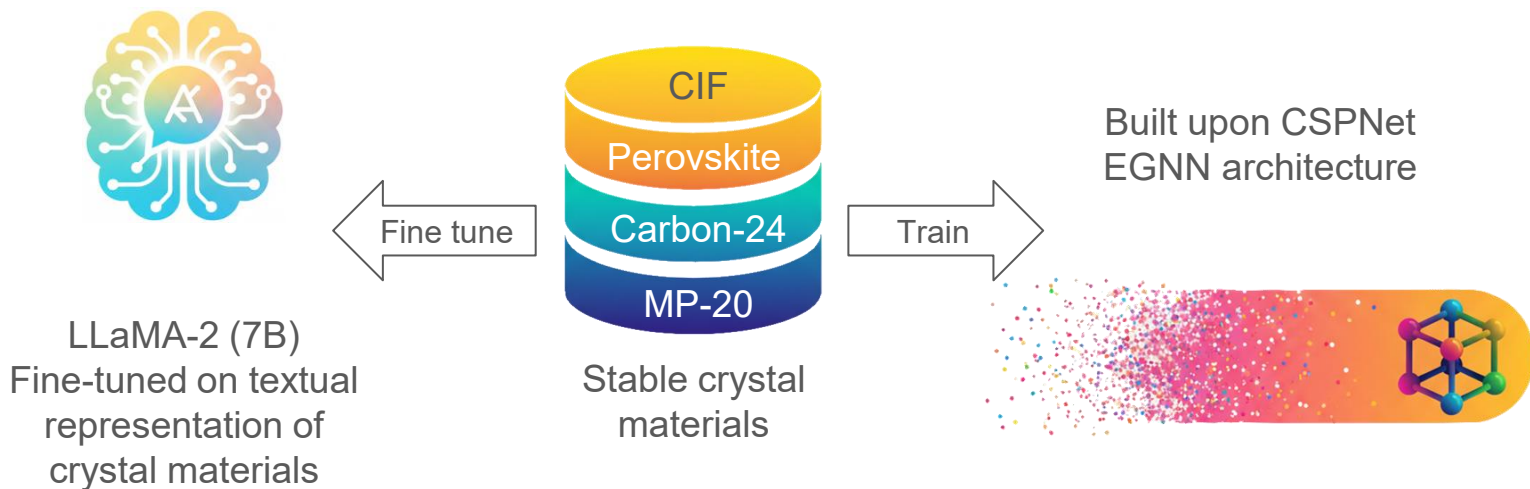 LLaMA-2 (7B)
Fine-tuned on textual
representation of
crystal materials
Fine tune
CIF
Perovskite
Carbon-24
MP-20
Stable crystal
materials
Train
Built upon CSPNet
EGNN architecture